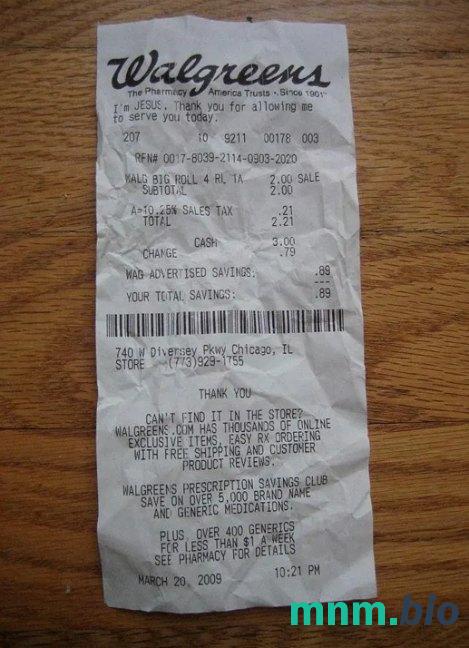 Walgreens
The Pharmacy America Trusts • Since 1901
I'm JESUS. Thank you for allowing me
to serve you today.
207 10 9211 00178 003
RFN# 0017-8039-2114-0903-2020
WALG BIG ROLL 4 RL 1A 2.00 SALE
SUBTOTAL 2.00
A=10.25% SALES TAX .21
TOTAL 2.21
CASH 3.00
CHANGE .79
WAG ADVERTISED SAVINGS: .89
---
YOUR TOTAL SAVINGS: .89
740 W Diversey Pkwy Chicago, IL
STORE (773)929-1755
THANK YOU
CAN'T FIND IT IN THE STORE?
WALGREENS.COM HAS THOUSANDS OF ONLINE
EXCLUSIVE ITEMS, EASY RX ORDERING
WITH FREE SHIPPING AND CUSTOMER
PRODUCT REVIEWS.
WALGREENS PRESCRIPTION SAVINGS CLUB
SAVE ON OVER 5,000 BRAND NAME
AND GENERIC MEDICATIONS.
PLUS, OVER 400 GENERICS
FOR LESS THAN $1 A WEEK
SEE PHARMACY FOR DETAILS
MARCH 20, 2009 10:21 PM
mnm.bio